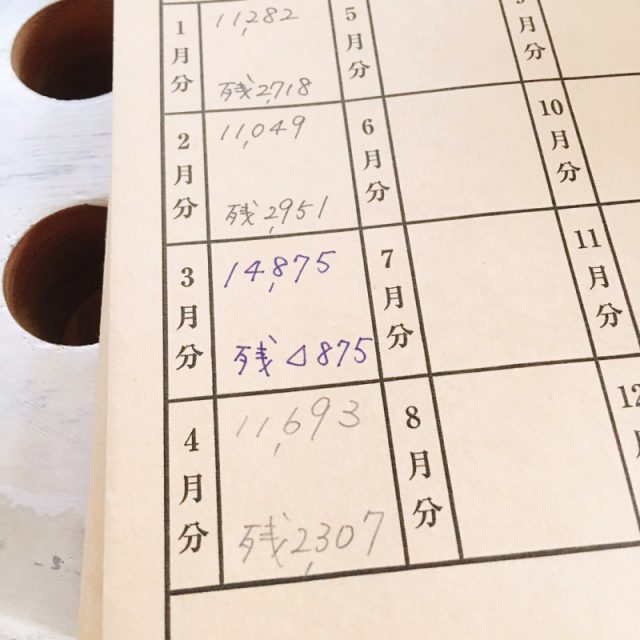 1月分
11,282
残2,718
2月分
11,049
残2,951
3月分
14,875
残⊿875
4月分
11,693
残2,307
5月分
6月分
7月分
8月分
月分
10月分
11月分
12